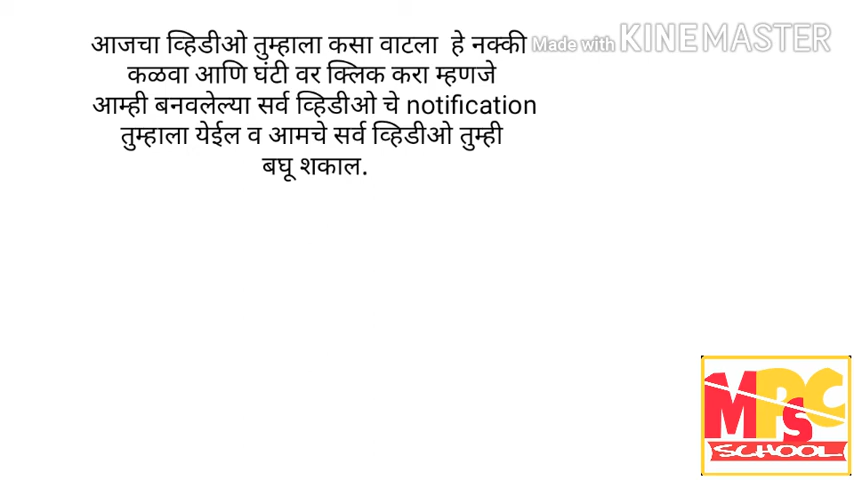 आजचा व्हिडीओ तुम्हाला कसा वाटला हे नक्की
Made with KINEMASTER
कळवा आणि घंटी वर क्लिक करा म्हणजे
आम्ही बनवलेल्या सर्व व्हिडीओ चे notification
तुम्हाला येईल व आमचे सर्व व्हिडीओ तुम्ही
बघू शकाल.
MPSC
SCHOOL